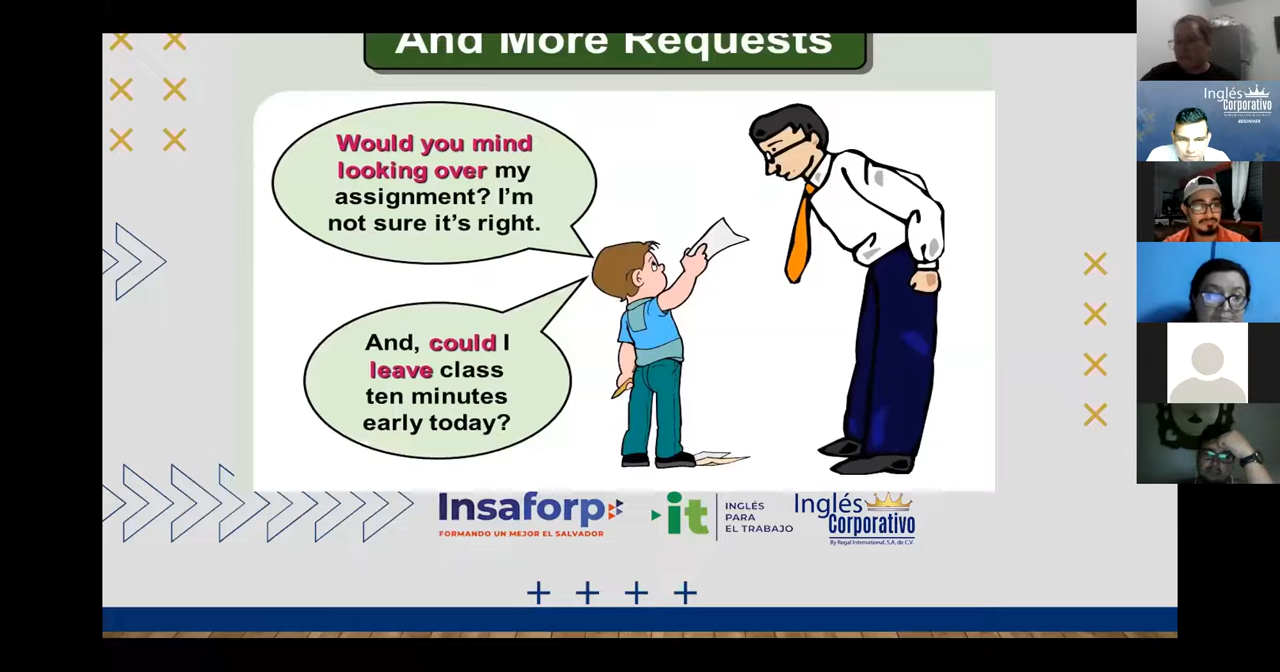 And More Requests
Would you mind
looking over my
assignment? I'm
not sure it's right.
And, could I
leave class
ten minutes
early today?
Insaforp
FORMANDO UN MEJOR EL SALVADOR
it
INGLÉS
PARA
EL TRABAJO
Inglés
Corporativo
By Regal International, S.A. de C.V.
Inglés
Corporativo
BEGINNER